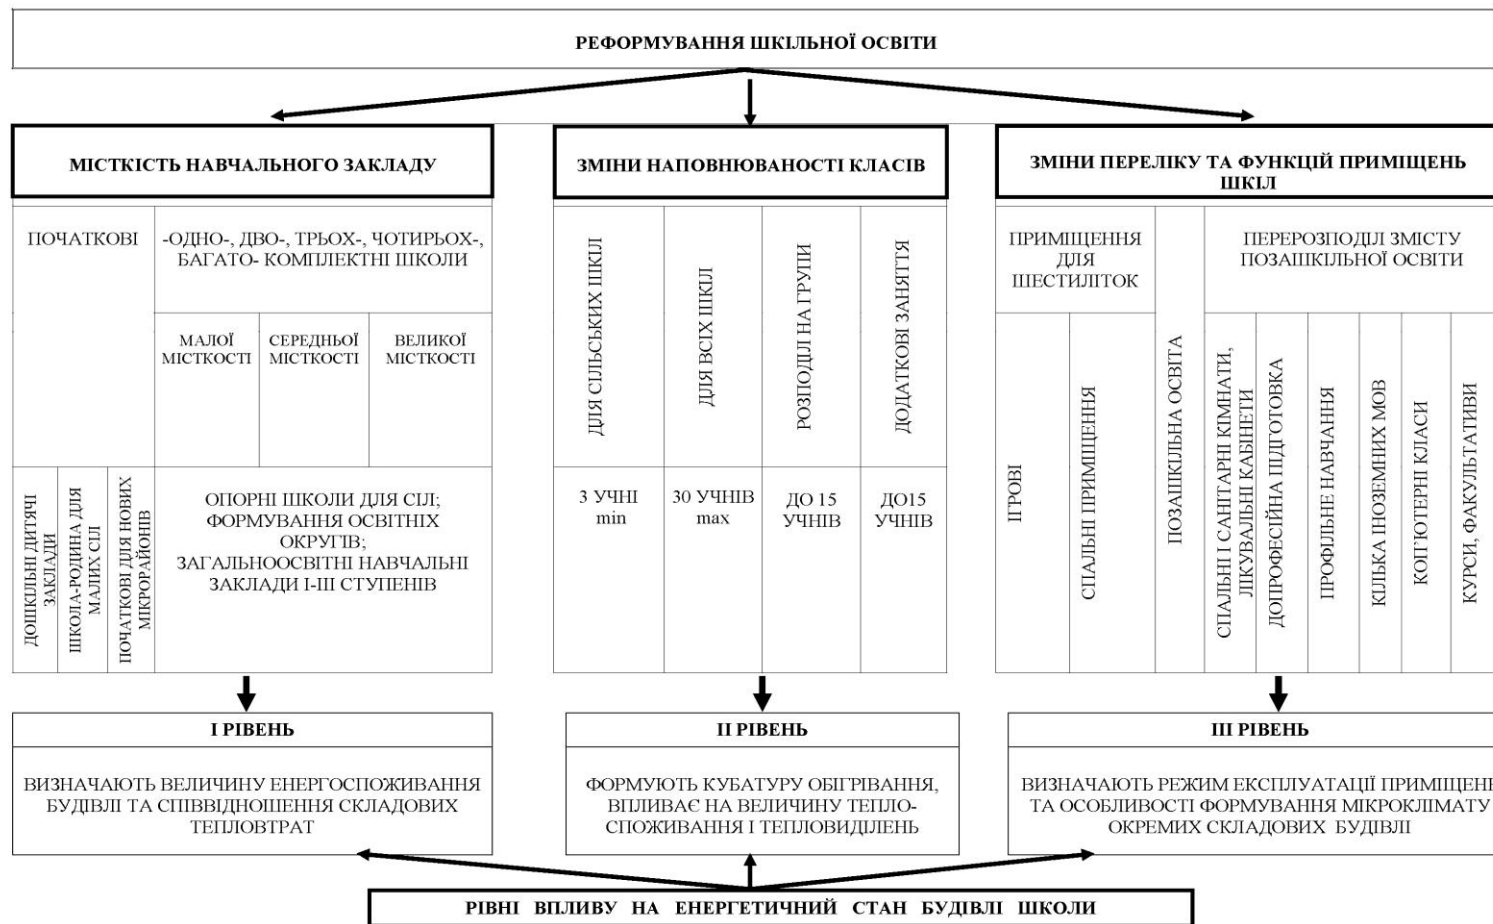 РЕФОРМУВАННЯ ШКІЛЬНОЇ ОСВІТИ
МІСТКІСТЬ НАВЧАЛЬНОГО ЗАКЛАДУ
ПОЧАТКОВІ
-ОДНО-, ДВО-, ТРЬОХ-, ЧОТИРЬОХ-,
БАГАТО- КОМПЛЕКТНІ ШКОЛИ
МАЛОЇ
МІСТКОСТІ
СЕРЕДНЬОЇ
МІСТКОСТІ
ВЕЛИКОЇ
МІСТКОСТІ
ДОШКІЛЬНІ ДИТЯЧІ
ЗАКЛАДИ
ШКОЛА-РОДИНА ДЛЯ
МАЛИХ СІЛ
ПОЧАТКОВІ ДЛЯ НОВИХ
МІКРОРАЙОНІВ
ОПОРНІ ШКОЛИ ДЛЯ СІЛ;
ФОРМУВАННЯ ОСВІТНІХ
ОКРУГІВ;
ЗАГАЛЬНООСВІТНІ НАВЧАЛЬНІ
ЗАКЛАДИ І-ІІІ СТУПЕНІВ
ЗМІНИ НАПОВНЮВАНОСТІ КЛАСІВ
ДЛЯ СІЛЬСЬКИХ ШКІЛ
ДЛЯ ВСІХ ШКІЛ
РОЗПОДІЛ НА ГРУПИ
ДОДАТКОВІ ЗАНЯТТЯ
3 УЧНІ
min
30 УЧНІВ
max
ДО 15
УЧНІВ
ДО15
УЧНІВ
ЗМІНИ ПЕРЕЛІКУ ТА ФУНКЦІЙ ПРИМІЩЕНЬ
ШКІЛ
ПРИМІЩЕННЯ
ДЛЯ
ШЕСТИЛІТОК
ПЕРЕРОЗПОДІЛ ЗМІСТУ
ПОЗАШКІЛЬНОЇ ОСВІТИ
ІГРОВІ
СПАЛЬНІ ПРИМІЩЕННЯ
ПОЗАШКІЛЬНА ОСВІТА
СПАЛЬНІ І САНІТАРНІ КІМНАТИ,
ЛІКУВАЛЬНІ КАБІНЕТИ
ДОПРОФЕСІЙНА ПІДГОТОВКА
ПРОФІЛЬНЕ НАВЧАННЯ
КІЛЬКА ІНОЗЕМНИХ МОВ
КОП'ЮТЕРНІ КЛАСИ
КУРСИ, ФАКУЛЬТАТИВИ
І РІВЕНЬ
ВИЗНАЧАЮТЬ ВЕЛИЧИНУ ЕНЕРГОСПОЖИВАННЯ
БУДІВЛІ ТА СПІВВІДНОШЕННЯ СКЛАДОВИХ
ТЕПЛОВТРАТ
ІІ РІВЕНЬ
ФОРМУЮТЬ КУБАТУРУ ОБІГРІВАННЯ,
ВПЛИВАЄ НА ВЕЛИЧИНУ ТЕПЛО-
СПОЖИВАННЯ І ТЕПЛОВИДІЛЕНЬ
ІІІ РІВЕНЬ
ВИЗНАЧАЮТЬ РЕЖИМ ЕКСПЛУАТАЦІЇ ПРИМІЩЕНЬ
ТА ОСОБЛИВОСТІ ФОРМУВАННЯ МІКРОКЛІМАТУ
ОКРЕМИХ СКЛАДОВИХ БУДІВЛІ
РІВНІ ВПЛИВУ НА ЕНЕРГЕТИЧНИЙ СТАН БУДІВЛІ ШКОЛИ